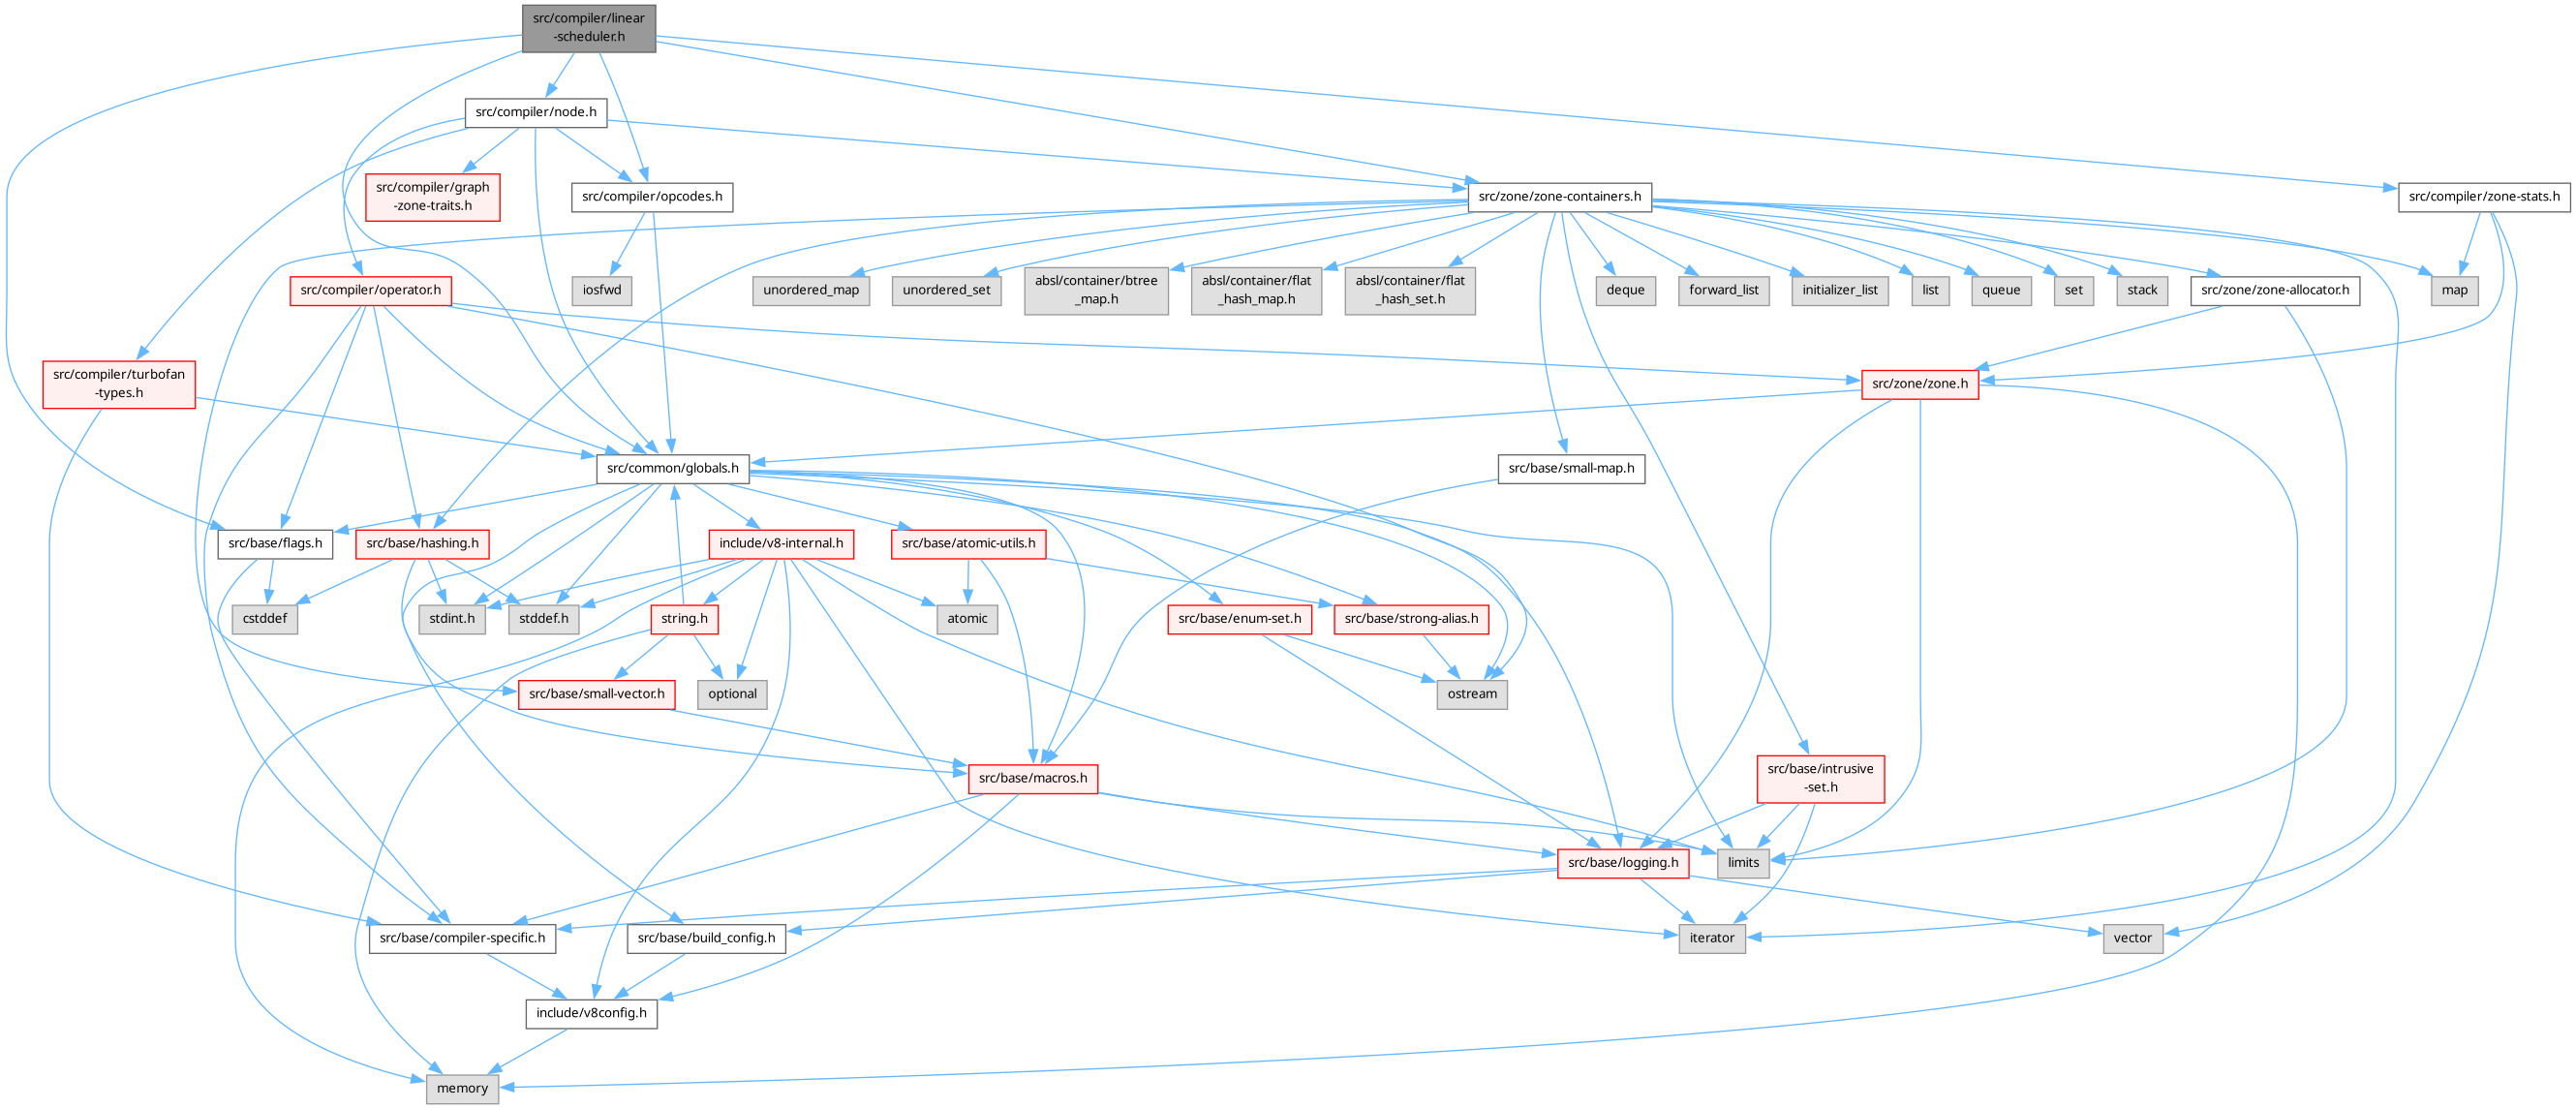 src/compiler/linear
-scheduler.h
src/compiler/node.h
src/compiler/graph
-zone-traits.h
src/compiler/opcodes.h
src/zone/zone-containers.h
src/compiler/zone-stats.h
src/compiler/operator.h
iosfwd
unordered_map
unordered_set
absl/container/btree
_map.h
absl/container/flat
_hash_map.h
absl/container/flat
_hash_set.h
deque
forward_list
initializer_list
list
queue
set
stack
src/zone/zone-allocator.h
map
src/compiler/turbofan
-types.h
src/zone/zone.h
src/common/globals.h
src/base/small-map.h
src/base/flags.h
src/base/hashing.h
include/v8-internal.h
src/base/atomic-utils.h
cstddef
stdint.h
stddef.h
string.h
atomic
src/base/enum-set.h
src/base/strong-alias.h
src/base/small-vector.h
optional
ostream
src/base/macros.h
src/base/intrusive
-set.h
src/base/logging.h
limits
src/base/compiler-specific.h
src/base/build_config.h
iterator
vector
include/v8config.h
memory